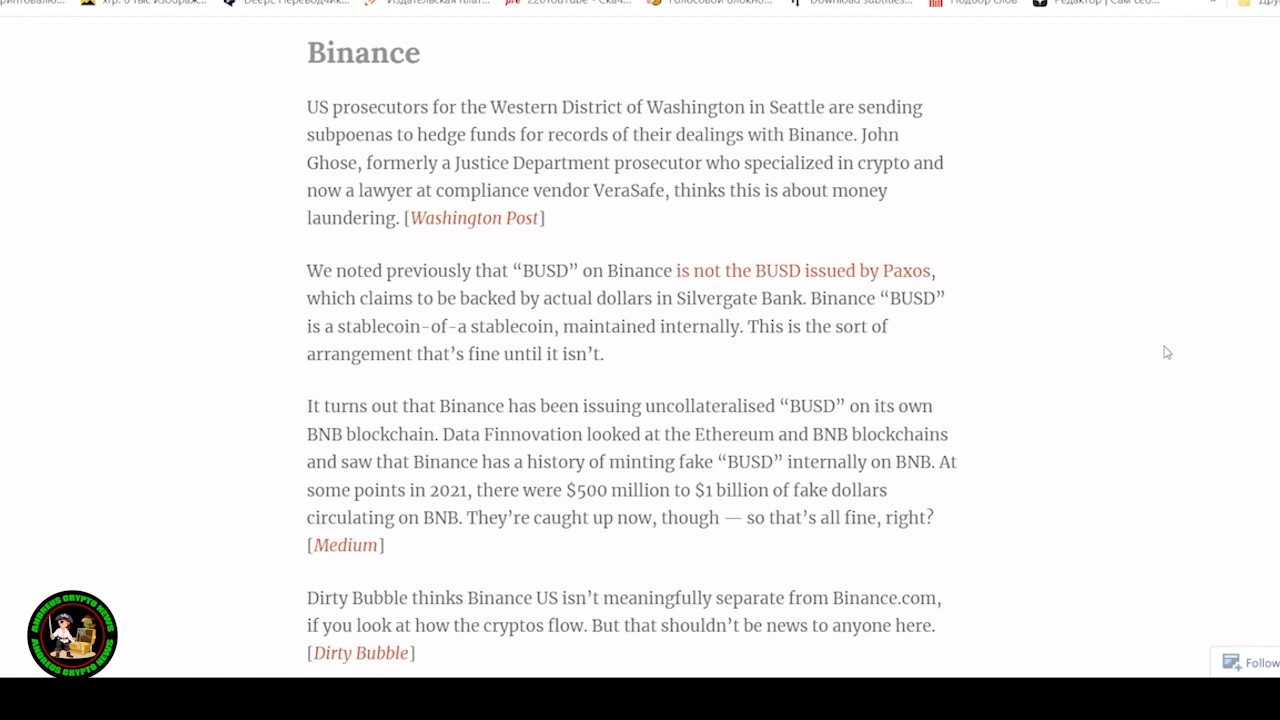 Binance
US prosecutors for the Western District of Washington in Seattle are sending
subpoenas to hedge funds for records of their dealings with Binance. John
Ghose, formerly a Justice Department prosecutor who specialized in crypto and
now a lawyer at compliance vendor VeraSafe, thinks this is about money
laundering. [Washington Post]
We noted previously that “BUSD” on Binance is not the BUSD issued by Paxos,
which claims to be backed by actual dollars in Silvergate Bank. Binance “BUSD”
is a stablecoin-of-a stablecoin, maintained internally. This is the sort of
arrangement that’s fine until it isn’t.
It turns out that Binance has been issuing uncollateralised “BUSD” on its own
BNB blockchain. Data Finnovation looked at the Ethereum and BNB blockchains
and saw that Binance has a history of minting fake “BUSD” internally on BNB. At
some points in 2021, there were $500 million to $1 billion of fake dollars
circulating on BNB. They’re caught up now, though — so that’s all fine, right?
[Medium]
Dirty Bubble thinks Binance US isn’t meaningfully separate from Binance.com,
if you look at how the cryptos flow. But that shouldn’t be news to anyone here.
[Dirty Bubble]
ANDREUS CRYPTO NEWS
ANDREUS CRYPTO NEWS
Follow